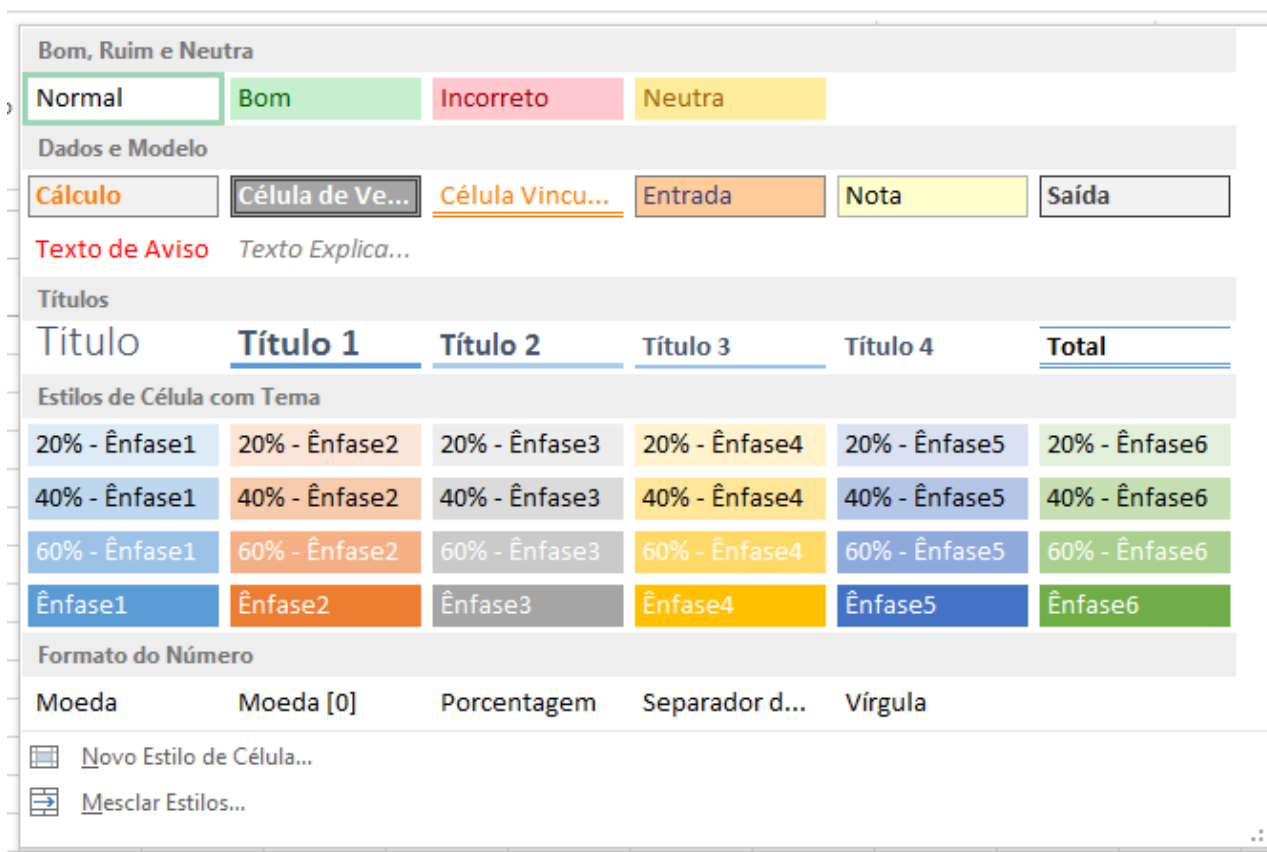 Bom, Ruim e Neutra
Normal Bom Incorreto Neutra
Dados e Modelo
Cálculo Célula de Ve... Célula Vincu... Entrada Nota Saída
Texto de Aviso Texto Explica...
Títulos
Título Título 1 Título 2 Título 3 Título 4 Total
Estilos de Célula com Tema
20% - Ênfase1 20% - Ênfase2 20% - Ênfase3 20% - Ênfase4 20% - Ênfase5 20% - Ênfase6
40% - Ênfase1 40% - Ênfase2 40% - Ênfase3 40% - Ênfase4 40% - Ênfase5 40% - Ênfase6
60% - Ênfase1 60% - Ênfase2 60% - Ênfase3 60% - Ênfase4 60% - Ênfase5 60% - Ênfase6
Ênfase1 Ênfase2 Ênfase3 Ênfase4 Ênfase5 Ênfase6
Formato do Número
Moeda Moeda [0] Porcentagem Separador d... Vírgula
Novo Estilo de Célula...
Mesclar Estilos...